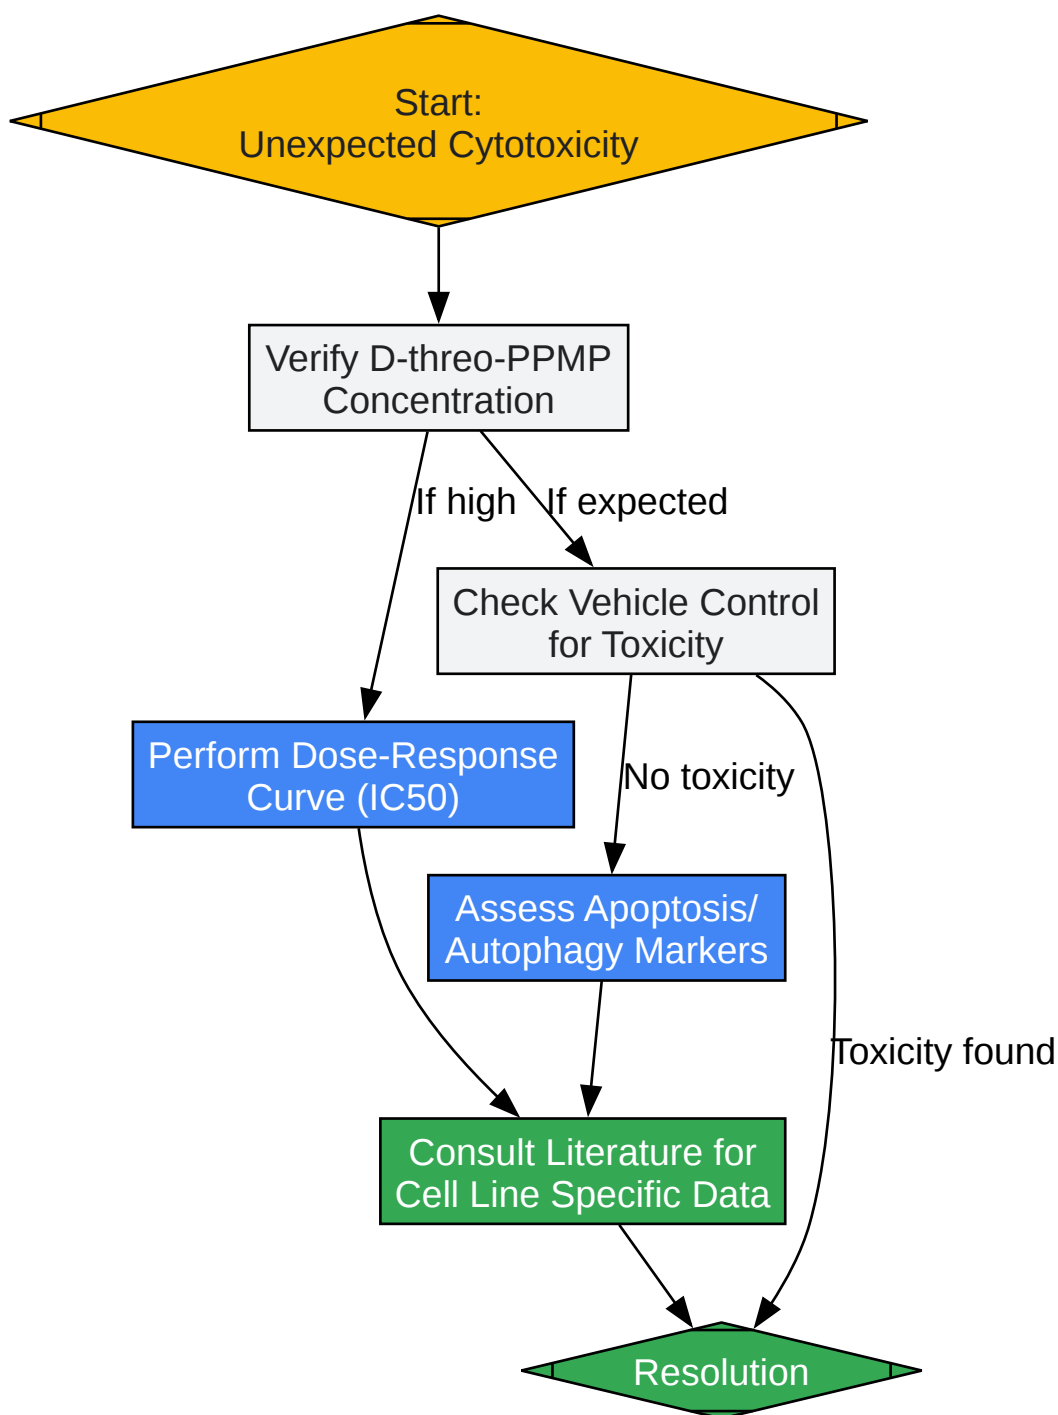 Start:
Unexpected Cytotoxicity
Verify D-threo-PPMP
Concentration
If high
If expected
Check Vehicle Control
for Toxicity
Perform Dose-Response
Curve (IC50)
No toxicity
Assess Apoptosis/
Autophagy Markers
Toxicity found
Consult Literature for
Cell Line Specific Data
Resolution